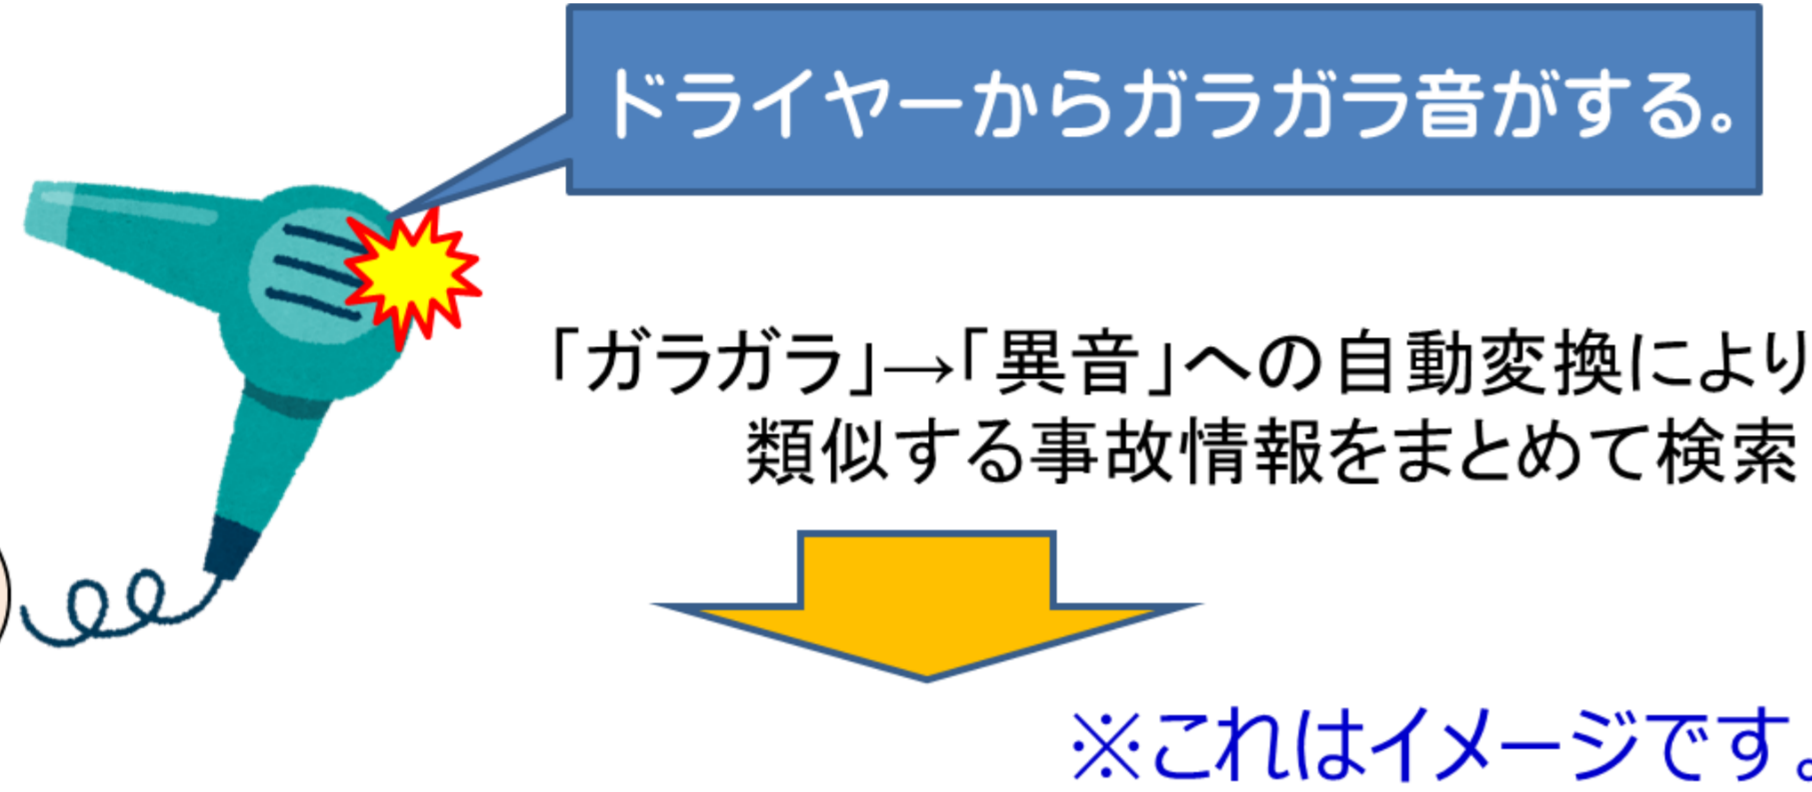 ドライヤーからガラガラ音がする。
「ガラガラ」→「異音」への自動変換により
類似する事故情報をまとめて検索
※これはイメージです。